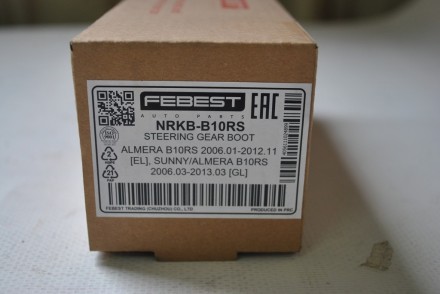 FEBEST
AUTO PARTS
EAC
NRKB-B10RS
STEERING GEAR BOOT
ALMERA B10RS 2006.01-2012.11
[EL], SUNNY/ALMERA B10RS
2006.03-2013.03 [GL]
FEBEST TRADING (CHUZHOU) CO., LTD
PRODUCED IN PRC